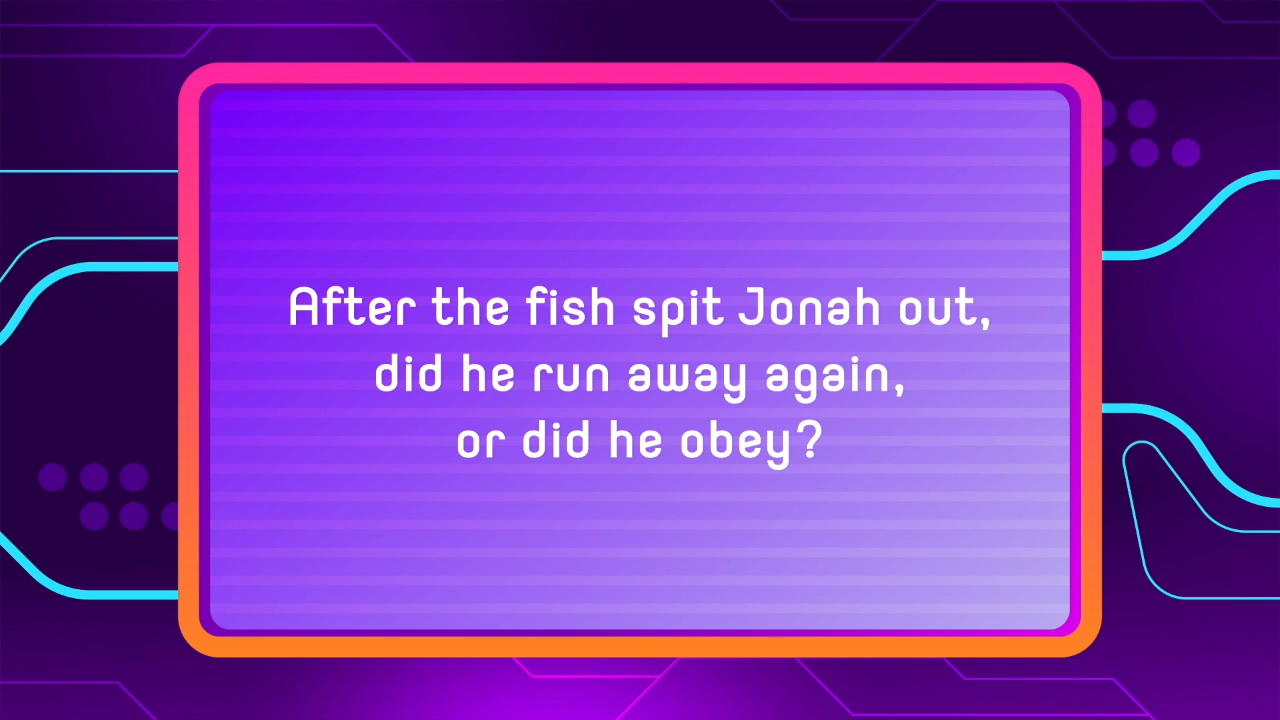 After the fish spit Jonah out,
did he run away again,
or did he obey?